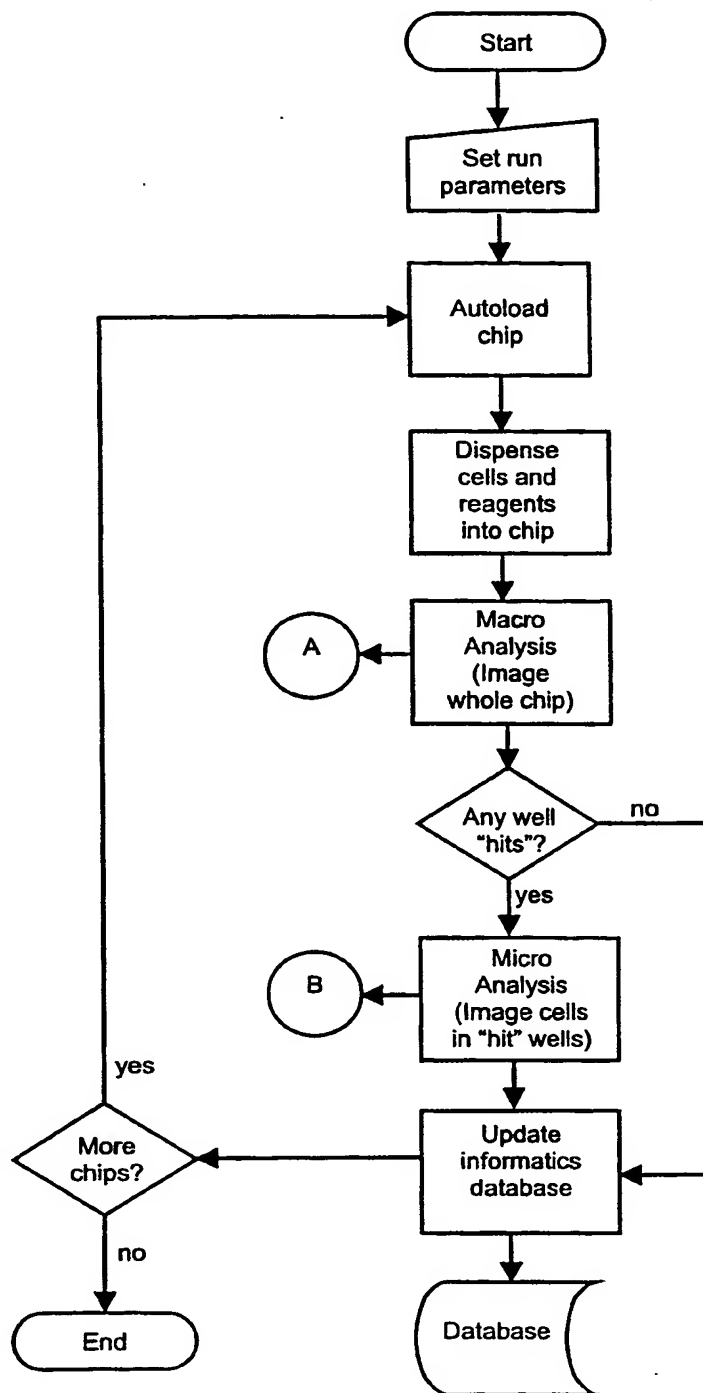 Start
Set run
parameters
Autoload
chip
Dispense
cells and
reagents
into chip
Macro
Analysis
(Image
whole chip)
A
Any well
"hits"?
no
yes
Micro
Analysis
(Image cells
in "hit" wells)
B
Update
informatics
database
yes
More
chips?
no
End
Database